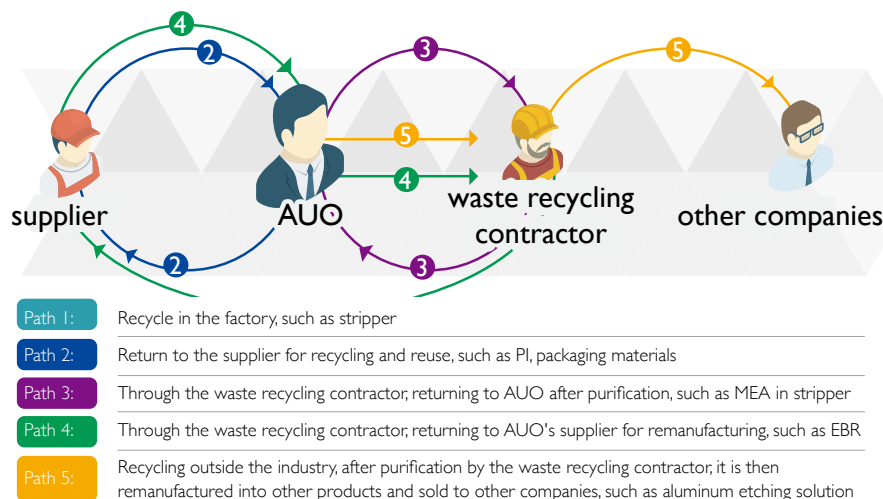 4
2
3
5
5
4
supplier
AUO
waste recycling
contractor
other companies
2
3
Path 1: Recycle in the factory, such as stripper
Path 2: Return to the supplier for recycling and reuse, such as PI, packaging materials
Path 3: Through the waste recycling contractor, returning to AUO after purification, such as MEA in stripper
Path 4: Through the waste recycling contractor, returning to AUO's supplier for remanufacturing, such as EBR
Path 5: Recycling outside the industry, after purification by the waste recycling contractor, it is then
remanufactured into other products and sold to other companies, such as aluminum etching solution